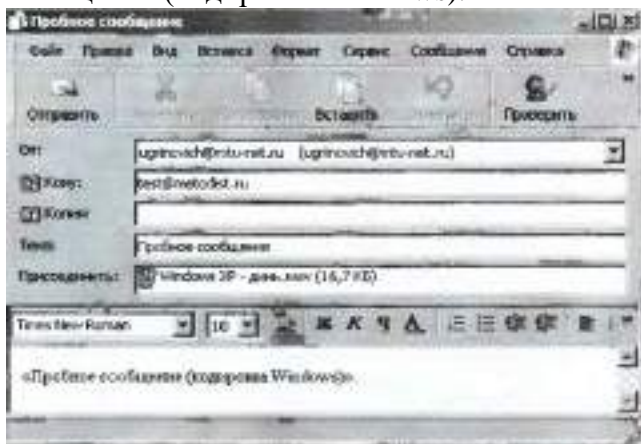 Пробное сообщение
Файл Правка Вид Вставка Формат Сервис Сообщение Справка
Отправить Вставить Проверить
От: ugrinovich@mtu-net.ru (ugrinovich@mtu-net.ru)
Кому: test@metodist.ru
Копия:
Тема: Пробное сообщение
Присоединить: Windows XP - (16,7 КБ)
Times New Roman 10 Ж К Ч A
«Пробное сообщение (кодировка Windows)».